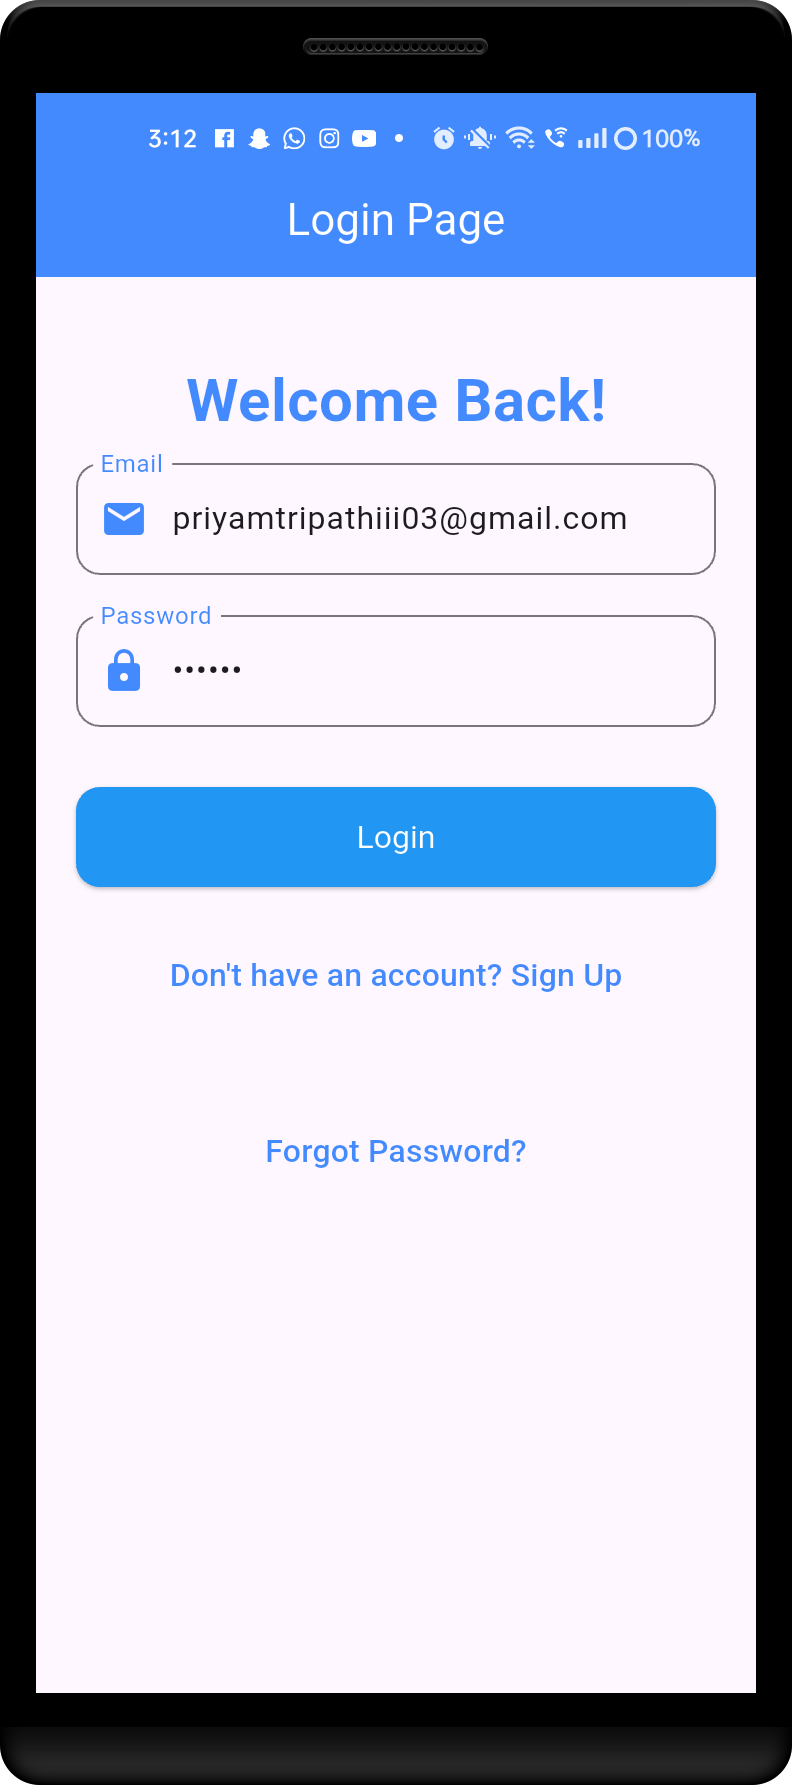 3:12 100%
Login Page
Welcome Back!
Email
priyamtripathiii03@gmail.com
Password
••••••
Login
Don't have an account? Sign Up
Forgot Password?